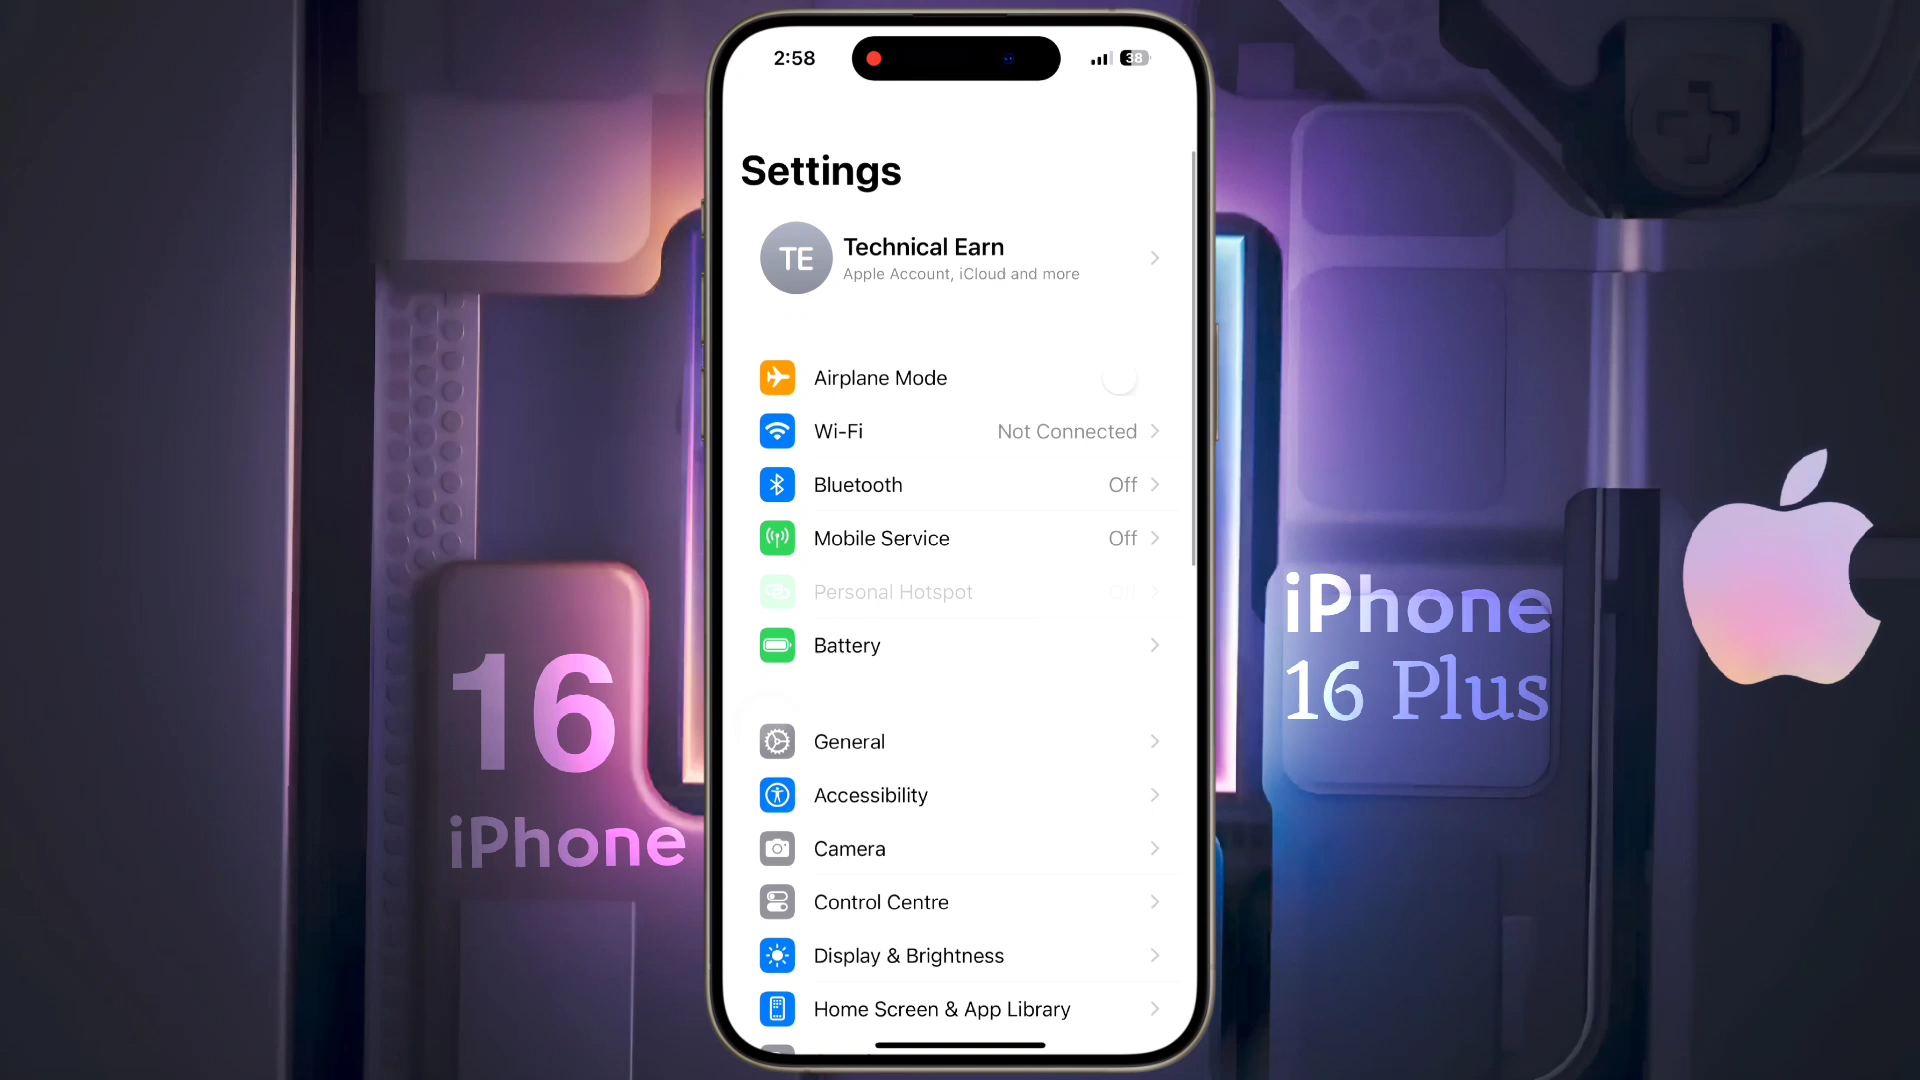 2:58
38
Settings
TE
Technical Earn
Apple Account, iCloud and more
Airplane Mode
Wi-Fi
Not Connected
Bluetooth
Off
Mobile Service
Off
Personal Hotspot
Off
Battery
General
Accessibility
Camera
Control Centre
Display & Brightness
Home Screen & App Library
16
iPhone
iPhone
16 Plus